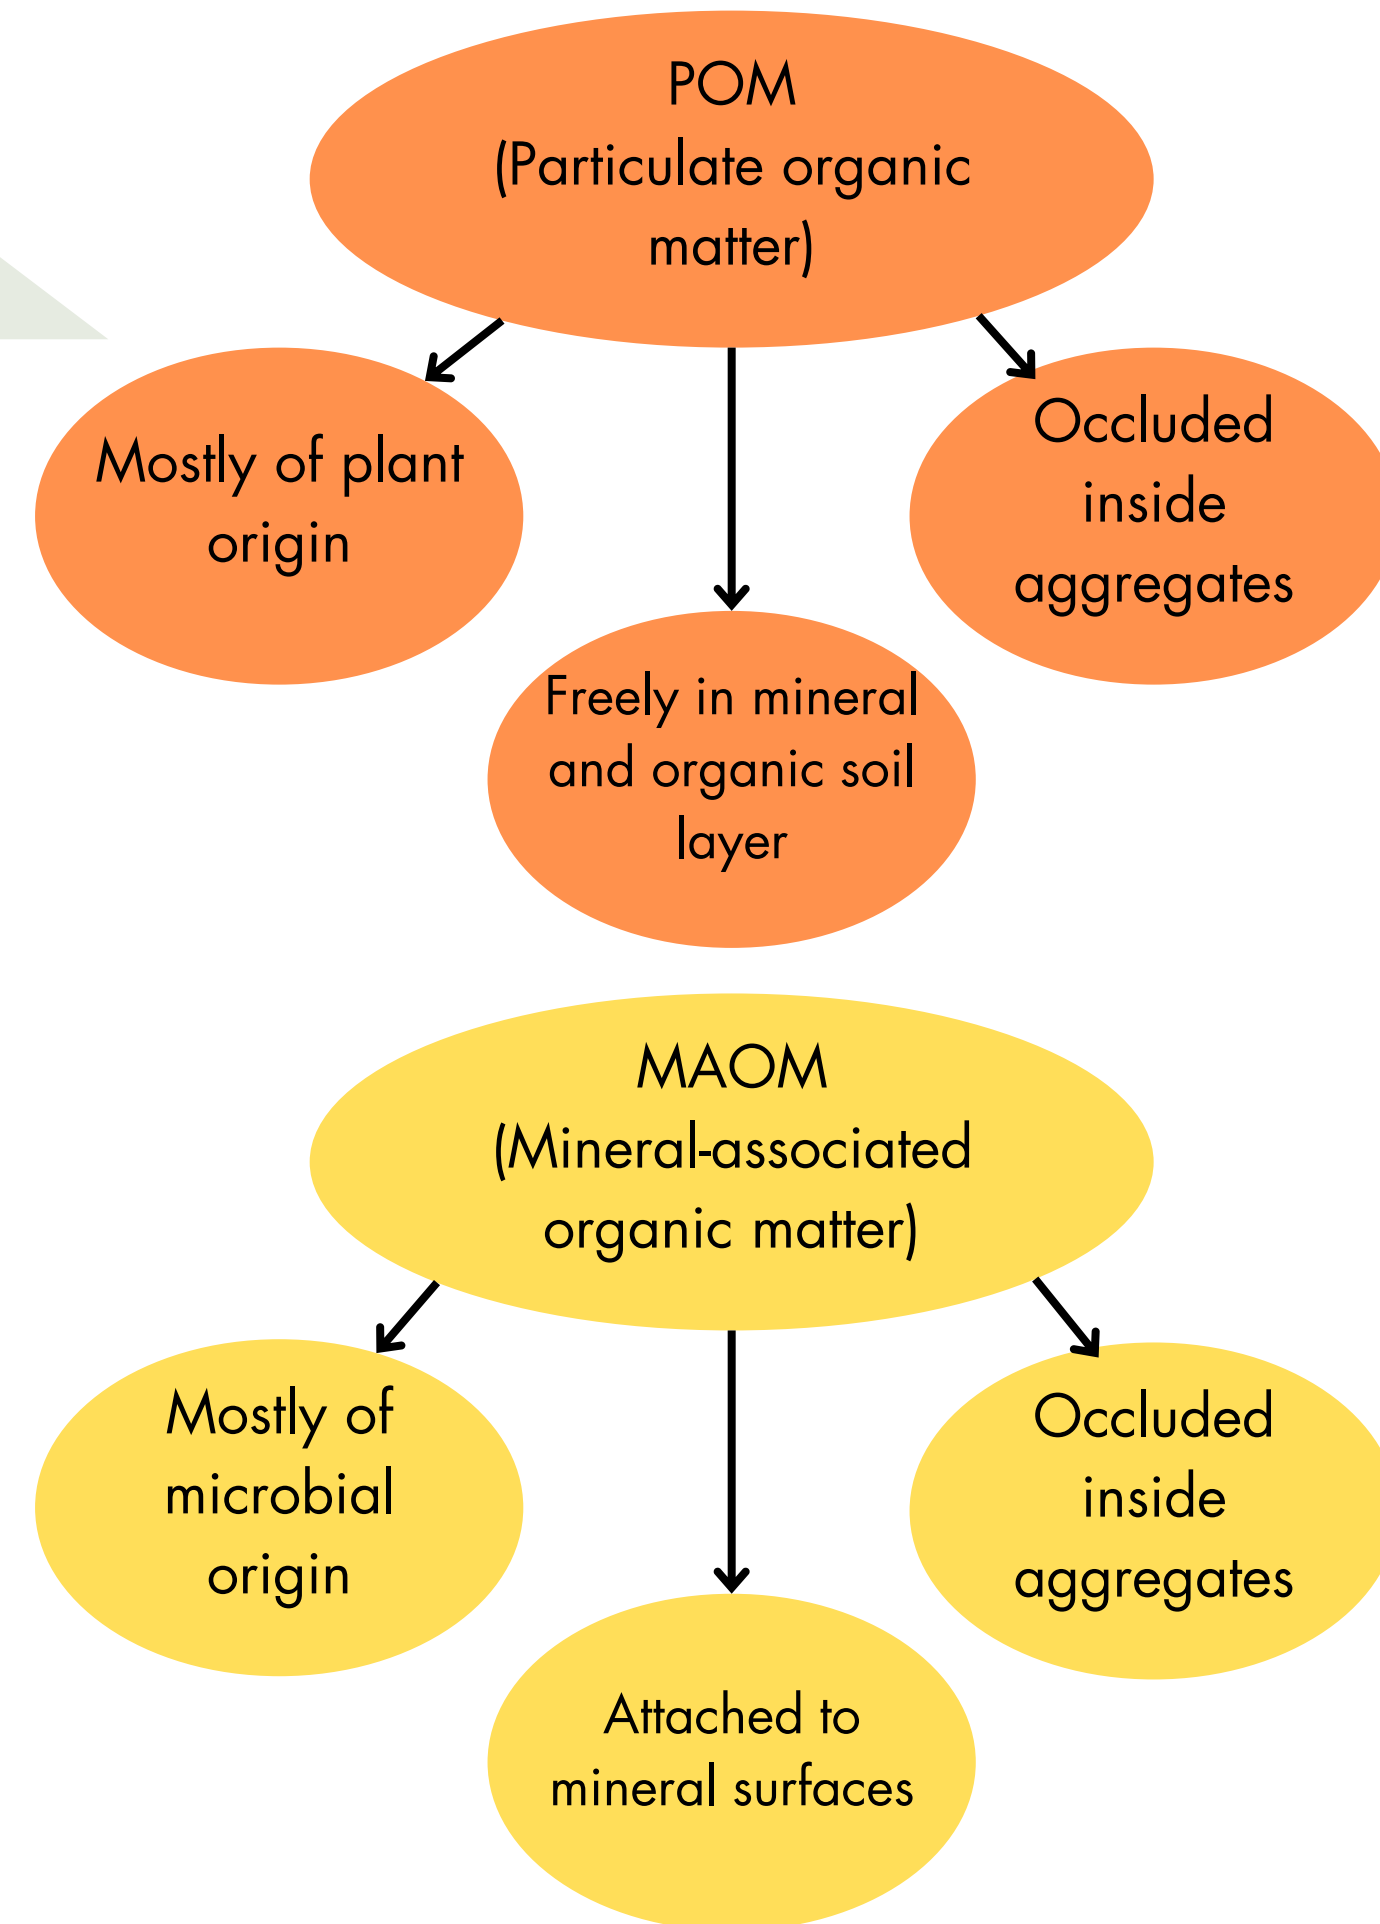 POM
(Particulate organic
matter)
Mostly of plant
origin
Occluded
inside
aggregates
Freely in mineral
and organic soil
layer
MAOM
(Mineral-associated
organic matter)
Mostly of
microbial
origin
Occluded
inside
aggregates
Attached to
mineral surfaces